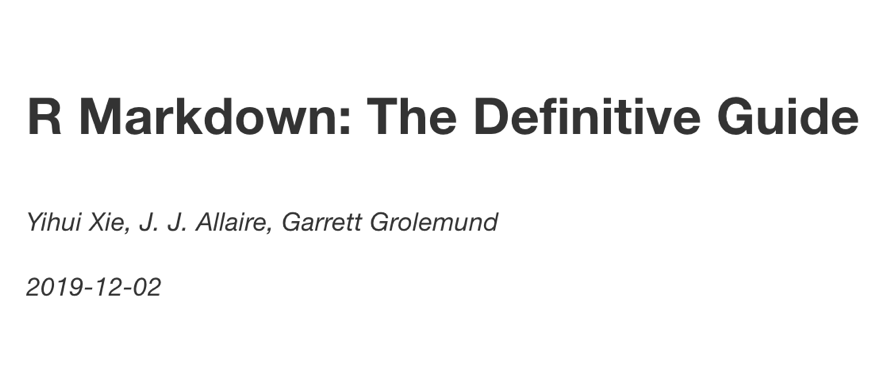 R Markdown: The Definitive Guide
Yihui Xie, J. J. Allaire, Garrett Grolemund
2019-12-02